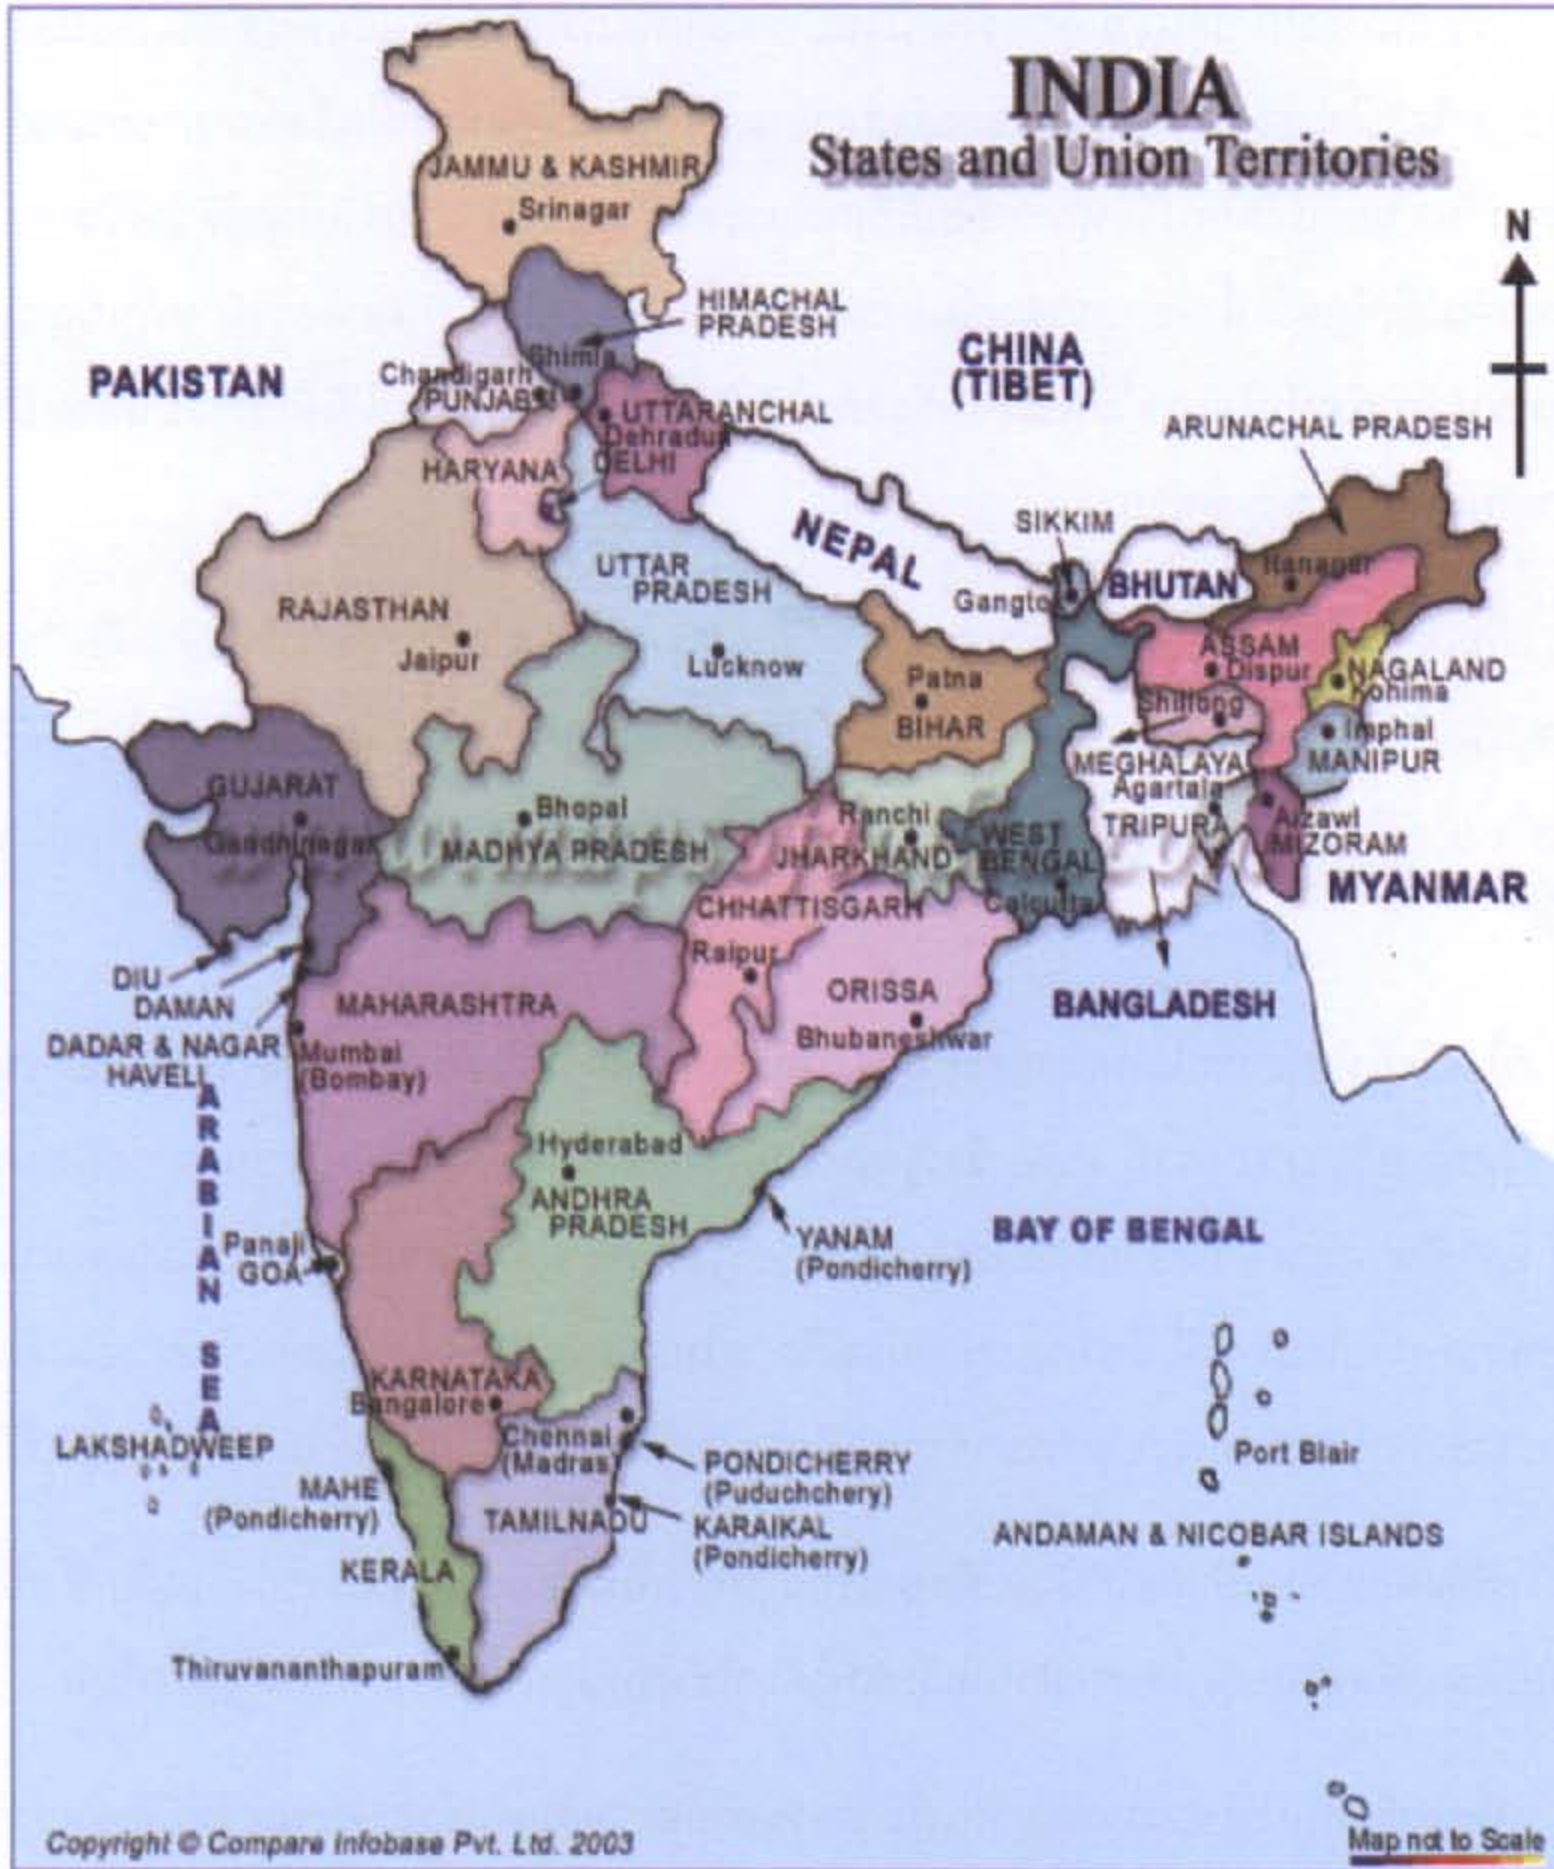 INDIA
States and Union Territories
N
JAMMU & KASHMIR
Srinagar
HIMACHAL
PRADESH
Shimla
Chandigarh
PUNJAB
PAKISTAN
CHINA
(TIBET)
UTTARANCHAL
Dehradun
DELHI
HARYANA
ARUNACHAL PRADESH
Itanagar
NEPAL
SIKKIM
Gangto
BHUTAN
UTTAR
PRADESH
Lucknow
RAJASTHAN
Jaipur
ASSAM
Dispur
NAGALAND
Kohima
Shillong
Imphal
MANIPUR
MEGHALAYA
Agartala
TRIPURA
Aizawl
MIZORAM
MYANMAR
Patna
BIHAR
GUJARAT
Gandhinagar
Bhopal
MADHYA PRADESH
Ranchi
JHARKHAND
WEST
BENGAL
Calcutta
CHHATTISGARH
Raipur
ORISSA
Bhubaneshwar
BANGLADESH
DIU
DAMAN
DADAR & NAGAR
HAVELI
MAHARASHTRA
Mumbai
(Bombay)
ARABIAN SEA
Hyderabad
ANDHRA
PRADESH
YANAM
(Pondicherry)
BAY OF BENGAL
Panaji
GOA
KARNATAKA
Bangalore
Chennai
(Madras)
PONDICHERRY
(Puduchchery)
KARAIKAL
(Pondicherry)
LAKSHADWEEP
MAHE
(Pondicherry)
TAMILNADU
KERALA
Thiruvananthapuram
Port Blair
ANDAMAN & NICOBAR ISLANDS
Copyright © Compare Infobase Pvt. Ltd. 2003
Map not to Scale